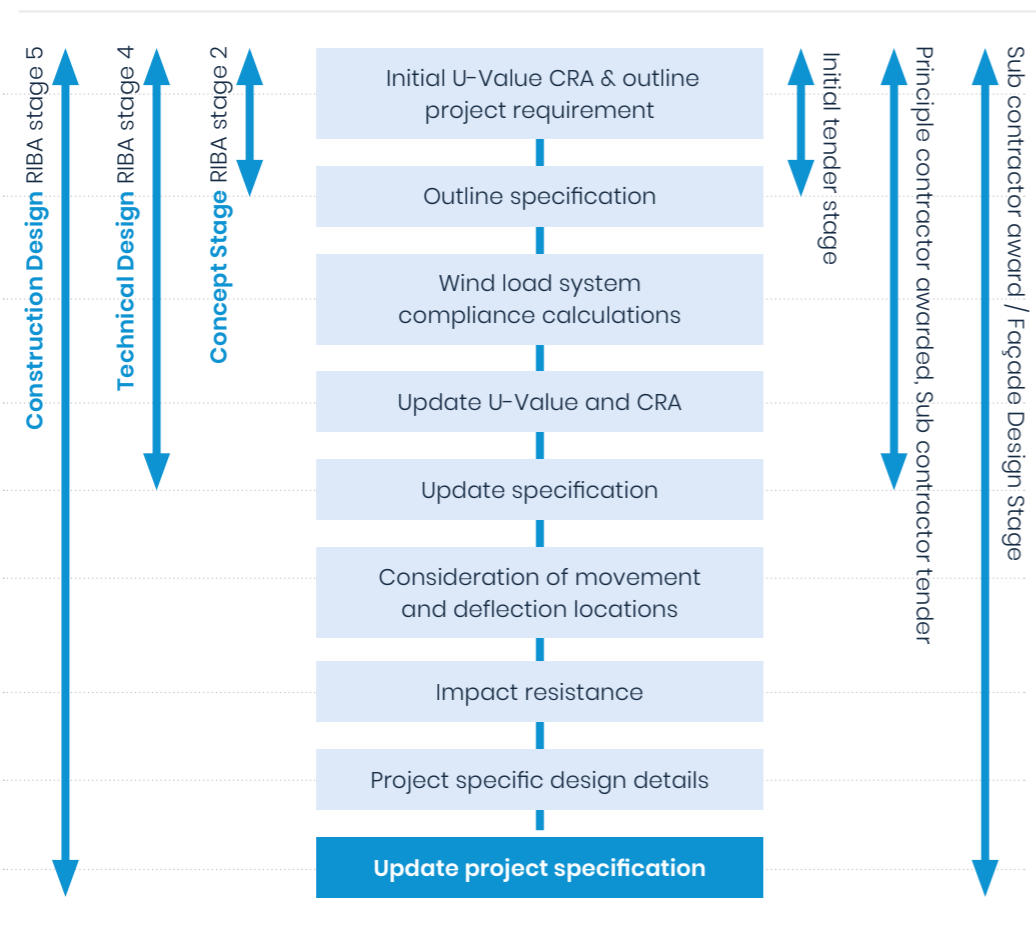 Construction Design RIBA stage 5
Technical Design RIBA stage 4
Concept Stage RIBA stage 2
Initial U-Value CRA & outline
project requirement
Outline specification
Wind load system
compliance calculations
Update U-Value and CRA
Update specification
Consideration of movement
and deflection locations
Impact resistance
Project specific design details
Update project specification
Initial tender stage
Principle contractor awarded, Sub contractor tender
Sub contractor award / Façade Design Stage